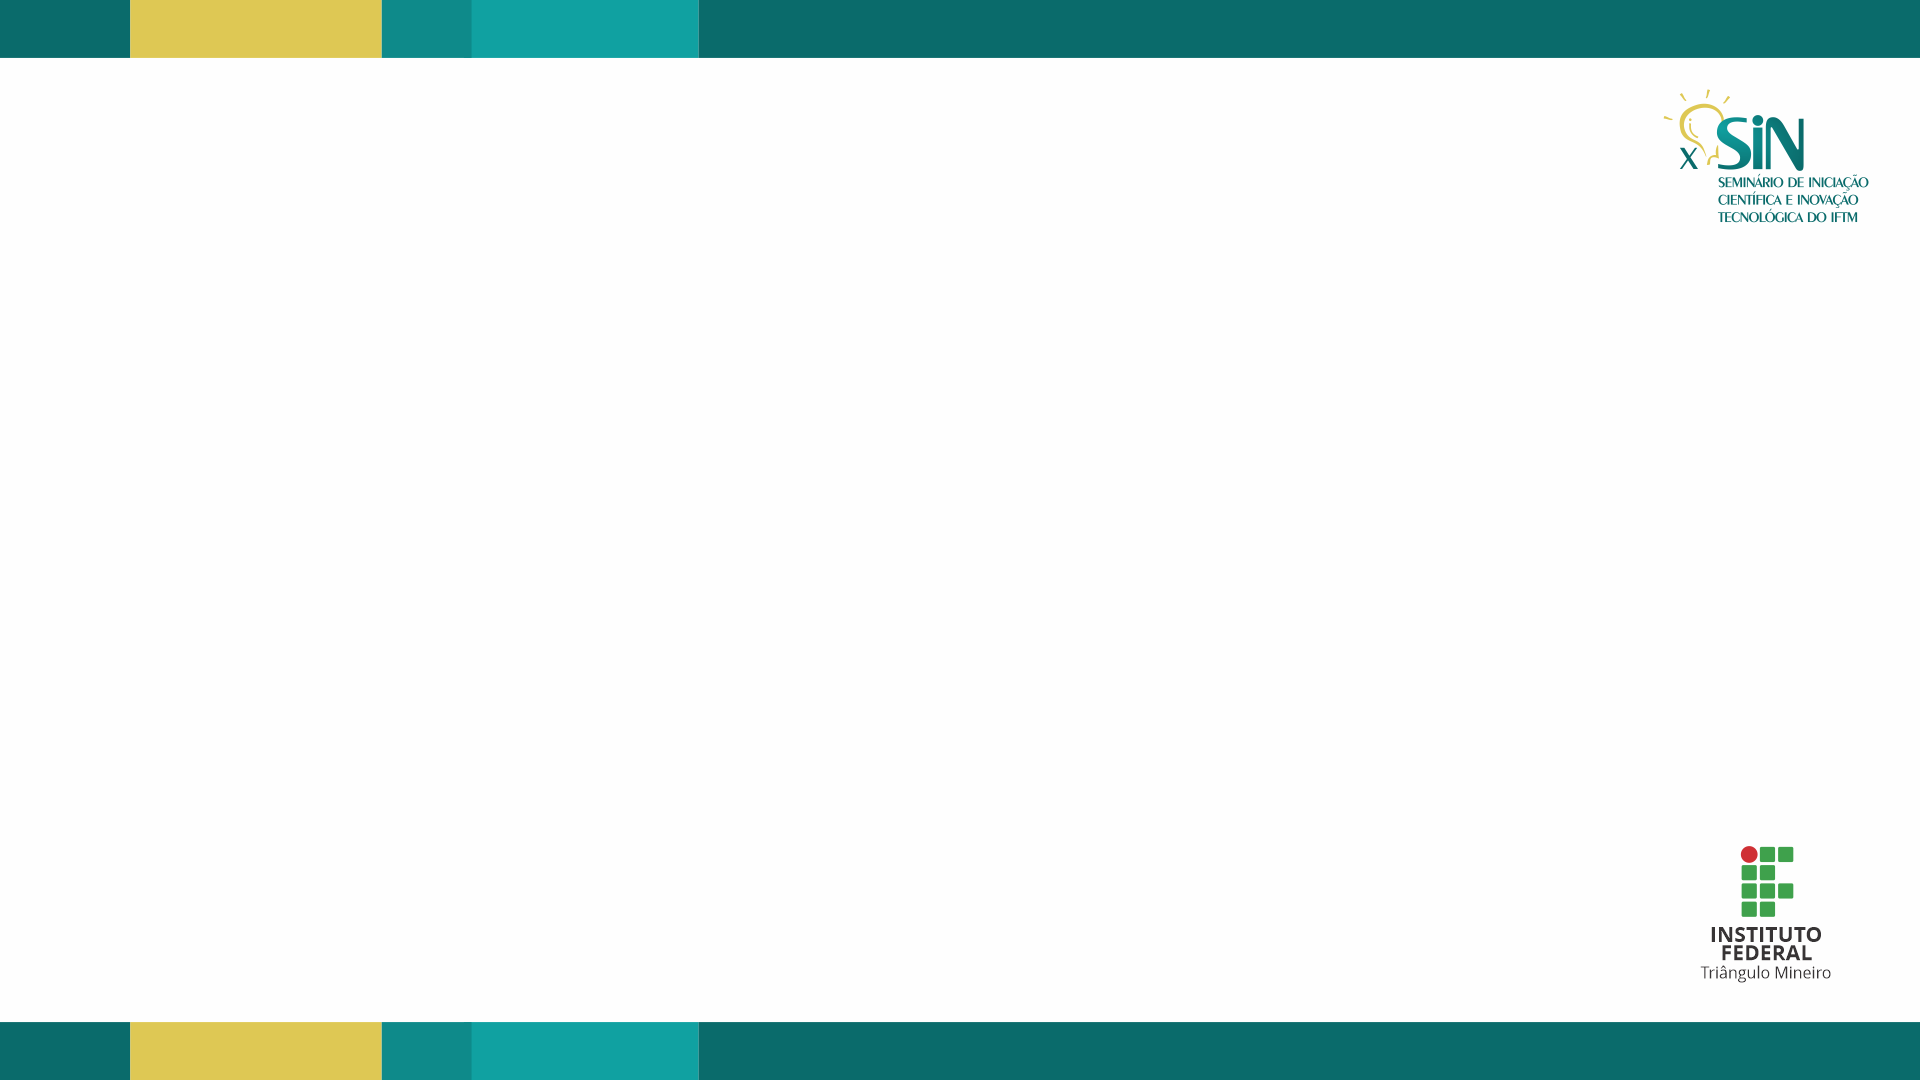 X SiN
SEMINÁRIO DE INICIAÇÃO
CIENTÍFICA E INOVAÇÃO
TECNOLÓGICA DO IFTM
INSTITUTO
FEDERAL
Triângulo Mineiro